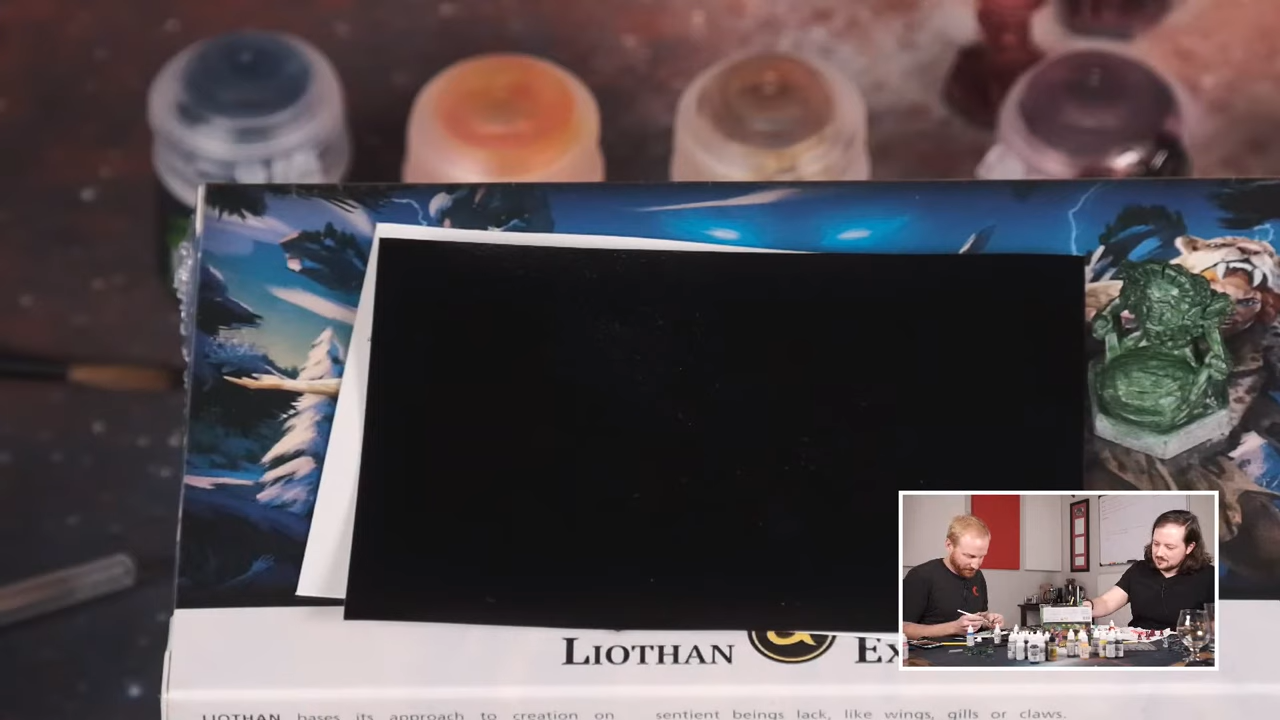 LIOTHAN & Ex
LIOTHAN bases its approach to creation on
sentient beings lack, like wings, gills or claws.